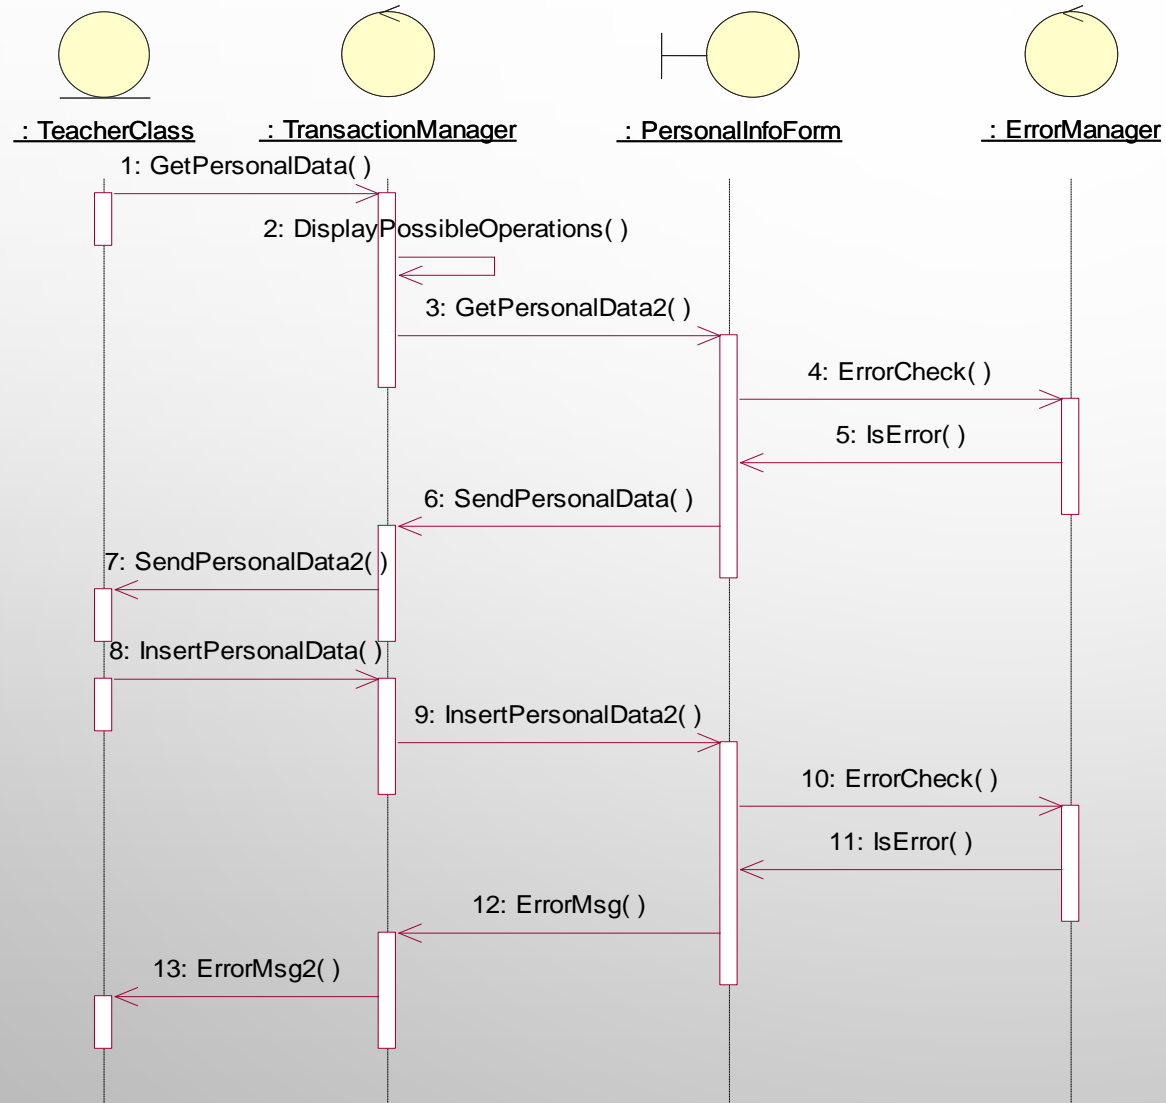 : TeacherClass
: TransactionManager
: PersonalInfoForm
: ErrorManager
1: GetPersonalData( )
2: DisplayPossibleOperations( )
3: GetPersonalData2( )
4: ErrorCheck( )
5: IsError( )
6: SendPersonalData( )
7: SendPersonalData2( )
8: InsertPersonalData( )
9: InsertPersonalData2( )
10: ErrorCheck( )
11: IsError( )
12: ErrorMsg( )
13: ErrorMsg2( )